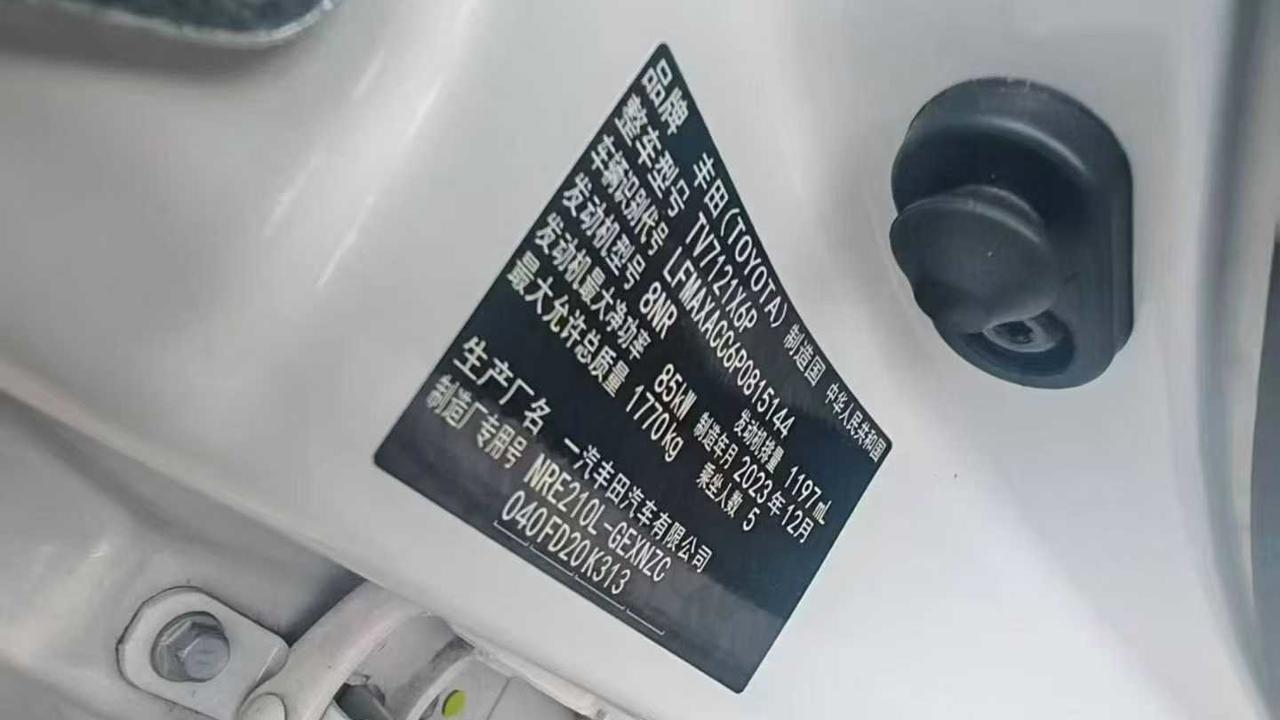 品牌 丰田(TOYOTA) 制造国 中华人民共和国
整车型号 TV7121X6P
车辆识别代号 LFMAXACC6P0815144
发动机型号 8NR 发动机排量 1197mL
发动机最大净功率 85kW 制造年月 2023年12月
最大允许总质量 1770kg 乘坐人数 5
生产厂名 一汽丰田汽车有限公司
制造厂专用号 NRE210L-GEXNZC
040FD20K313